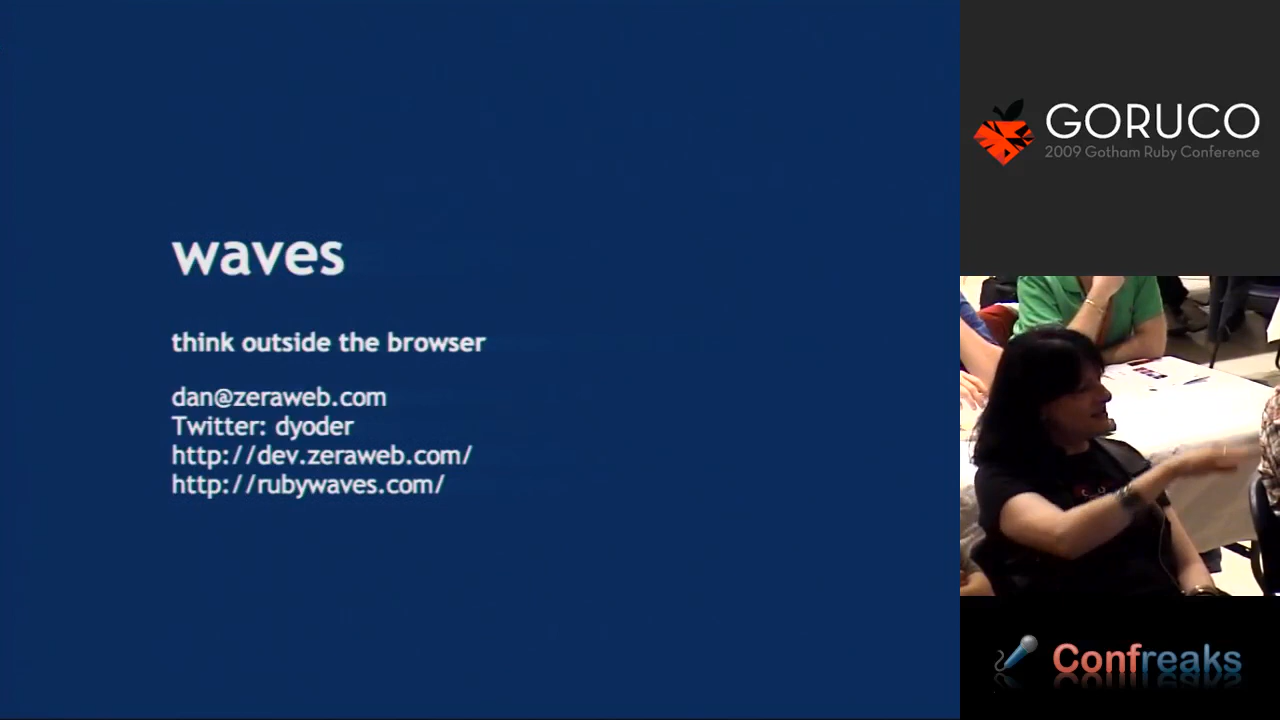 waves
think outside the browser
dan@zeraweb.com
Twitter: dyoder
http://dev.zeraweb.com/
http://rubywaves.com/
GORUCO
2009 Gotham Ruby Conference
Confreaks